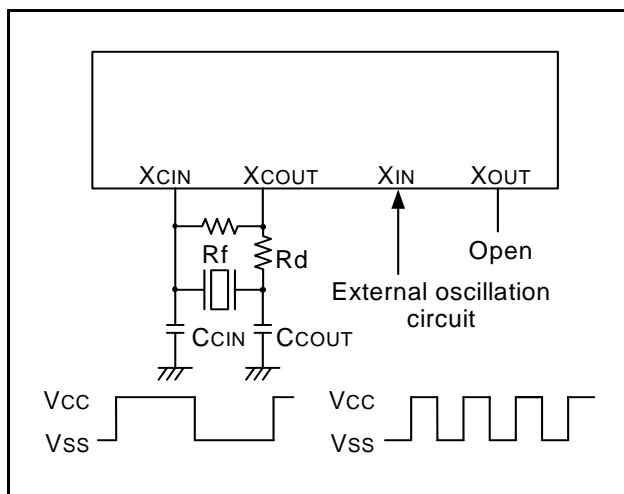 XCIN XCOUT XIN XOUT
Rf
Rd
Open
External oscillation
circuit
CCIN CCOUT
VCC
VSS
VCC
VSS